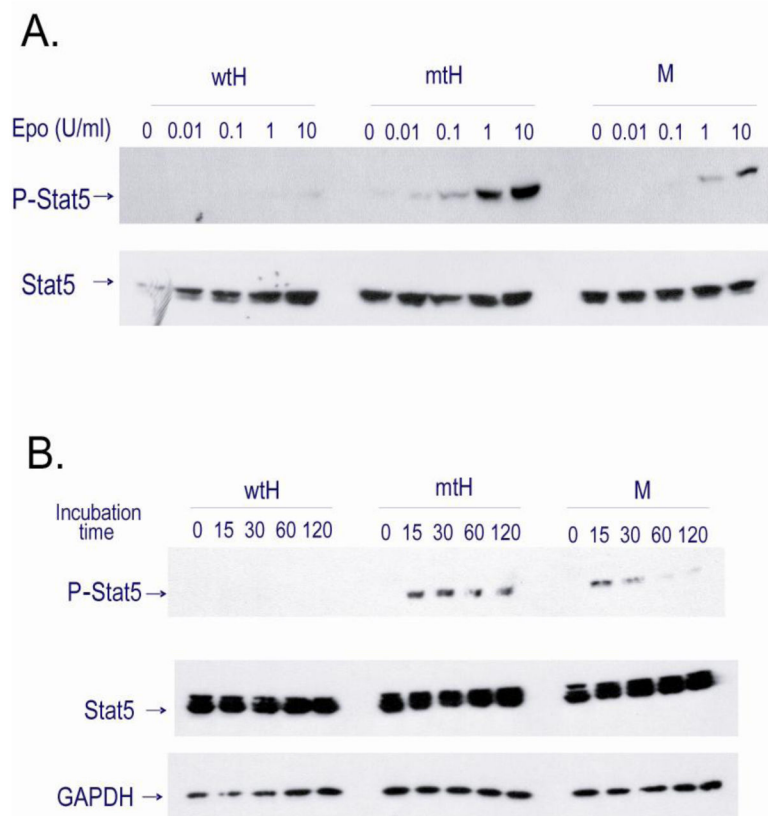 A.
wtH mtH M
Epo (U/ml) 0 0.01 0.1 1 10 0 0.01 0.1 1 10 0 0.01 0.1 1 10
P-Stat5→
Stat5 →
B.
wtH mtH M
Incubation
time 0 15 30 60 120 0 15 30 60 120 0 15 30 60 120
P-Stat5→
Stat5 →
GAPDH →